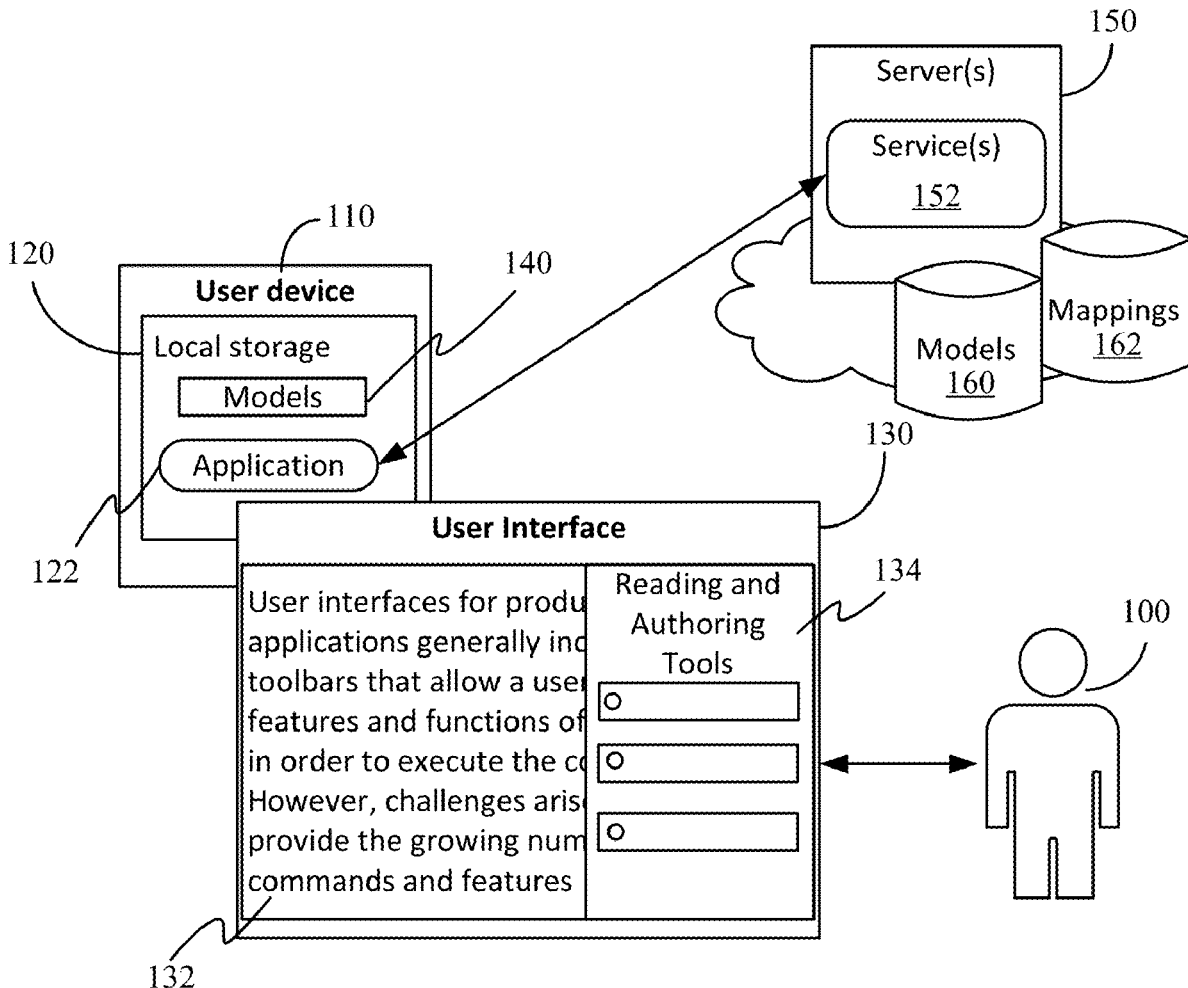 150
Server(s)
Service(s)
152
110
120
140
User device
Local storage
Models
Application
Mappings
162
Models
160
130
User Interface
122
134
User interfaces for produ
applications generally inc
toolbars that allow a use
features and functions of
in order to execute the co
However, challenges aris
provide the growing num
commands and features
Reading and
Authoring
Tools
100
132